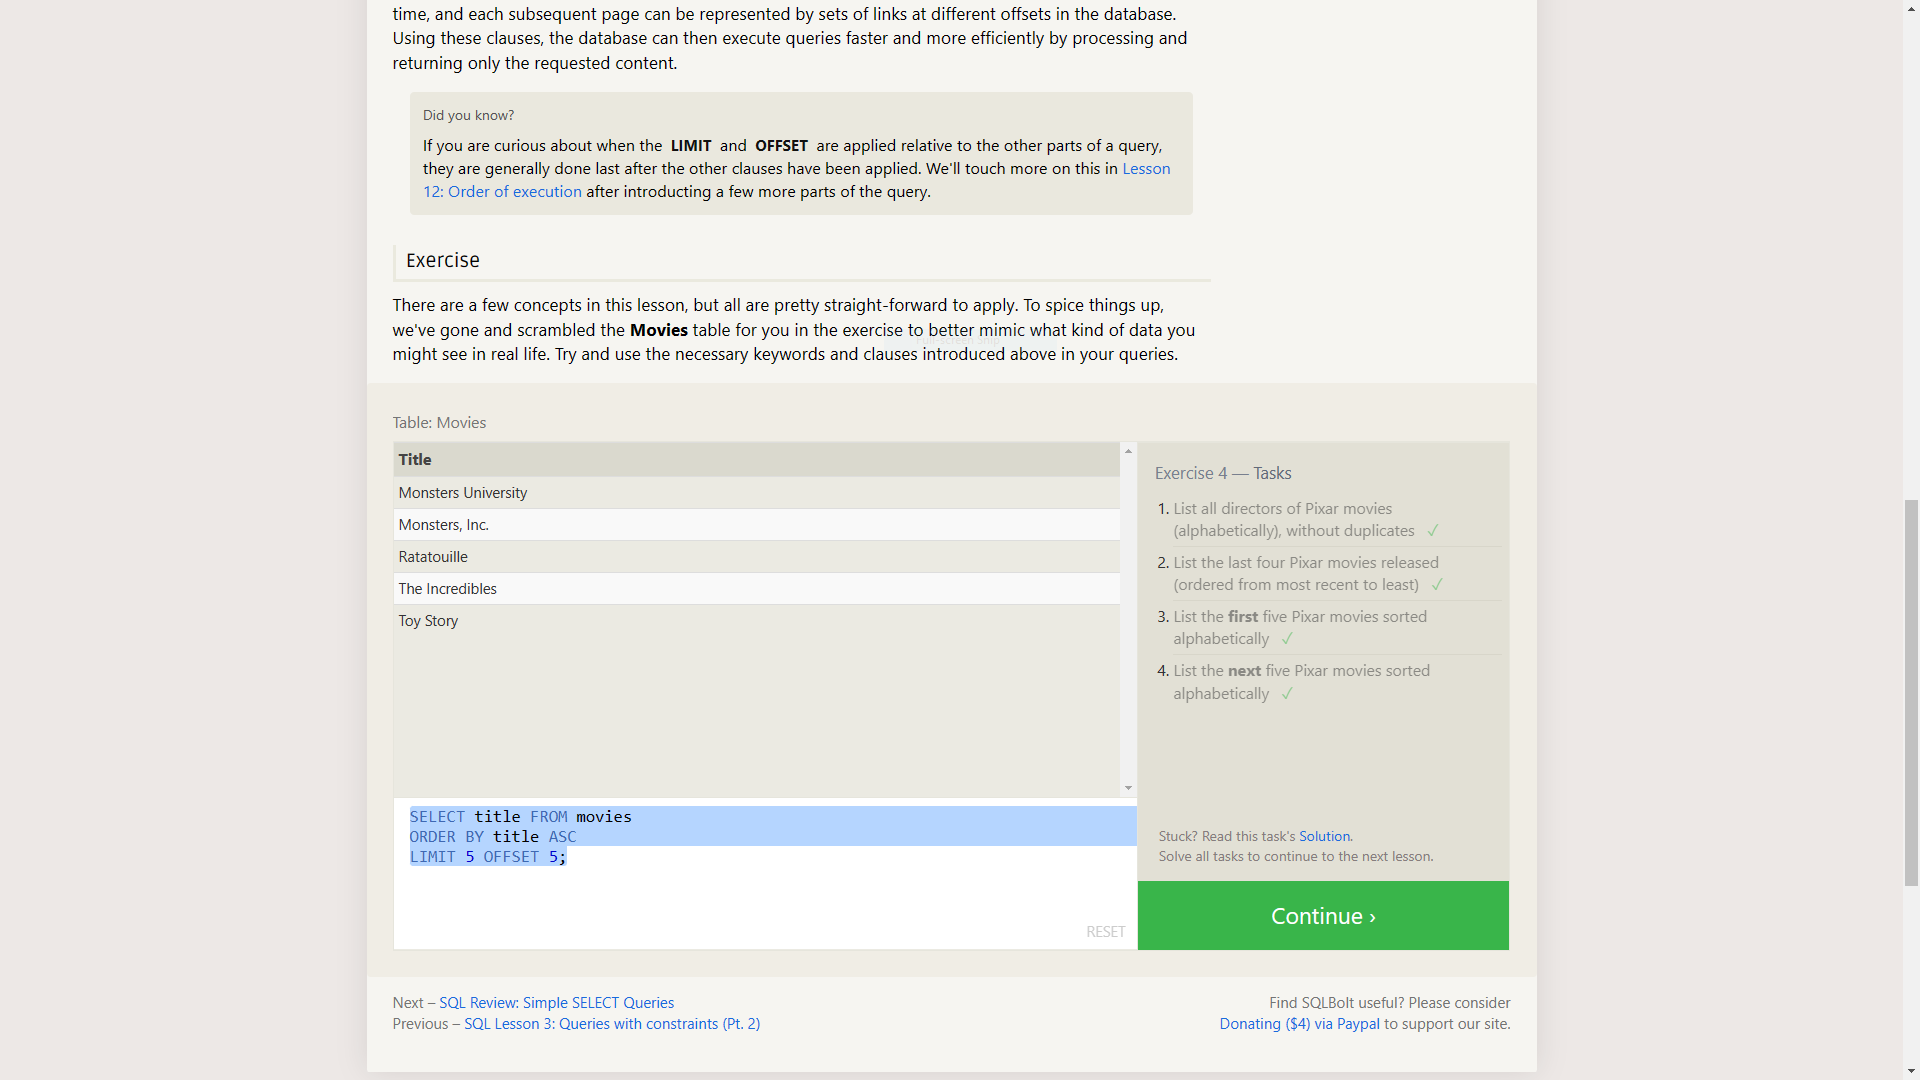 time, and each subsequent page can be represented by sets of links at different offsets in the database.
Using these clauses, the database can then execute queries faster and more efficiently by processing and
returning only the requested content.
Did you know?
If you are curious about when the LIMIT and OFFSET are applied relative to the other parts of a query,
they are generally done last after the other clauses have been applied. We'll touch more on this in Lesson
12: Order of execution after introducting a few more parts of the query.
Exercise
There are a few concepts in this lesson, but all are pretty straight-forward to apply. To spice things up,
we've gone and scrambled the Movies table for you in the exercise to better mimic what kind of data you
Full-screen Snip
might see in real life. Try and use the necessary keywords and clauses introduced above in your queries.
Table: Movies
Title
Monsters University
Monsters, Inc.
Ratatouille
The Incredibles
Toy Story
SELECT title FROM movies
ORDER BY title ASC
LIMIT 5 OFFSET 5;
RESET
Exercise 4 — Tasks
1. List all directors of Pixar movies
(alphabetically), without duplicates ✓
2. List the last four Pixar movies released
(ordered from most recent to least) ✓
3. List the first five Pixar movies sorted
alphabetically ✓
4. List the next five Pixar movies sorted
alphabetically ✓
Stuck? Read this task's Solution.
Solve all tasks to continue to the next lesson.
Continue ›
Next – SQL Review: Simple SELECT Queries
Previous – SQL Lesson 3: Queries with constraints (Pt. 2)
Find SQLBolt useful? Please consider
Donating ($4) via Paypal to support our site.